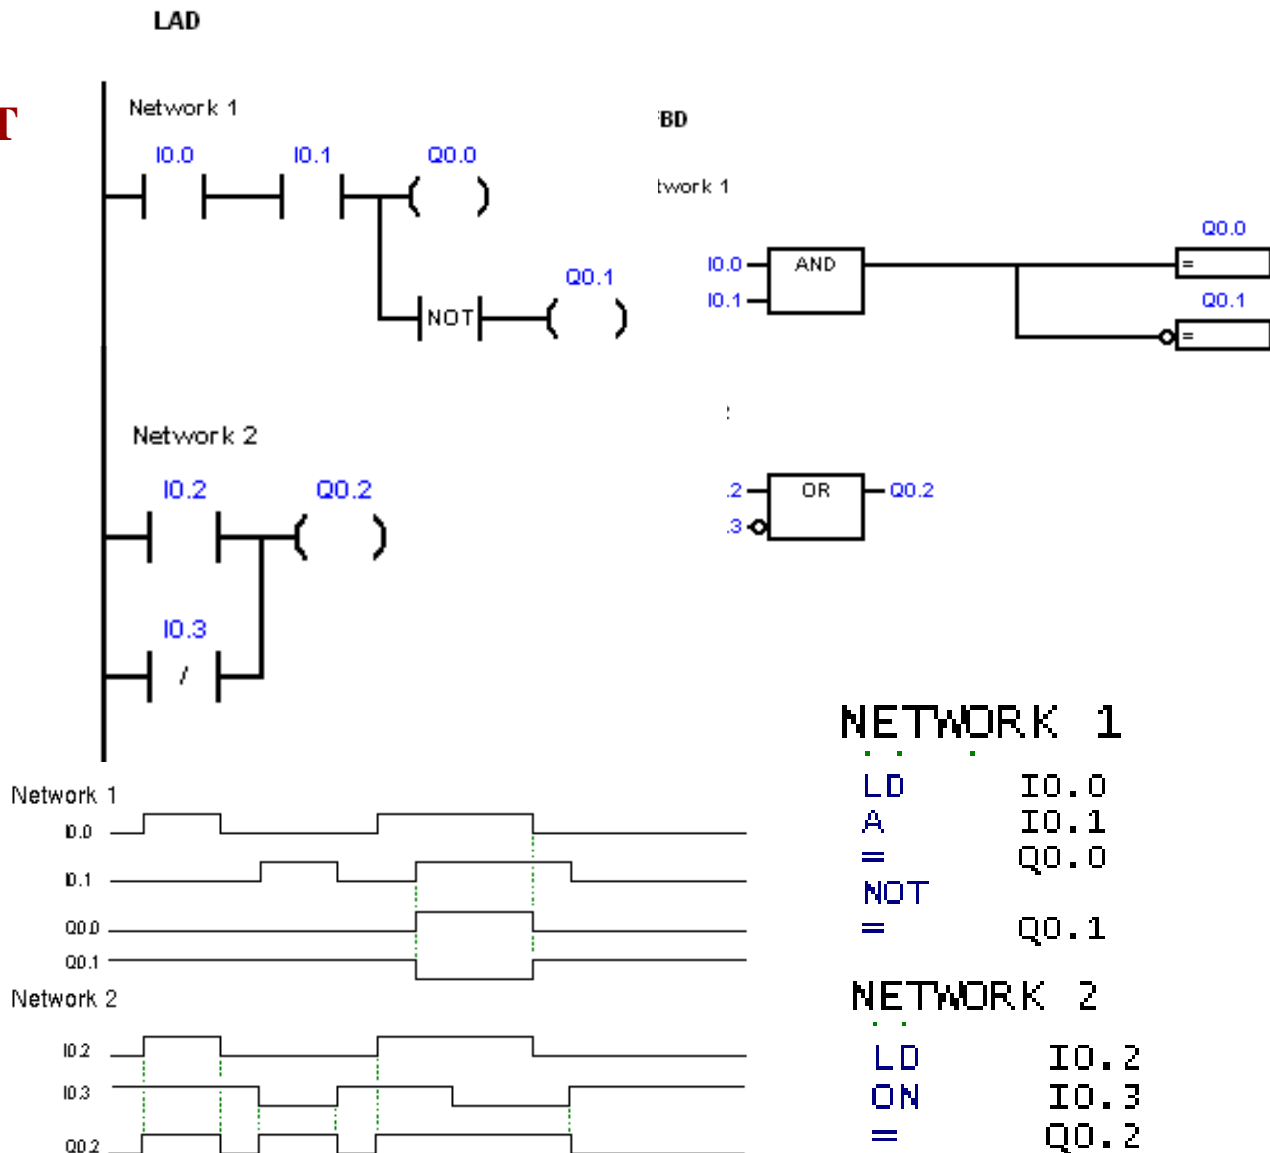 LAD
T
Network 1
I0.0 I0.1 Q0.0
NOT
Q0.1
Network 2
I0.2 Q0.2
I0.3
/
BD
twork 1
I0.0 AND
I0.1
Q0.0
=
Q0.1
=
.2 OR Q0.2
.3
Network 1
I0.0
I0.1
Q0.0
Q0.1
Network 2
I0.2
I0.3
Q0.2
NETWORK 1
LD I0.0
A I0.1
= Q0.0
NOT
= Q0.1
NETWORK 2
LD I0.2
ON I0.3
= Q0.2